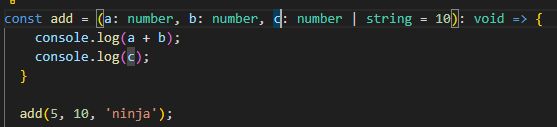 const add = (a: number, b: number, c: number | string = 10): void => {
console.log(a + b);
console.log(c);
}
add(5, 10, 'ninja');